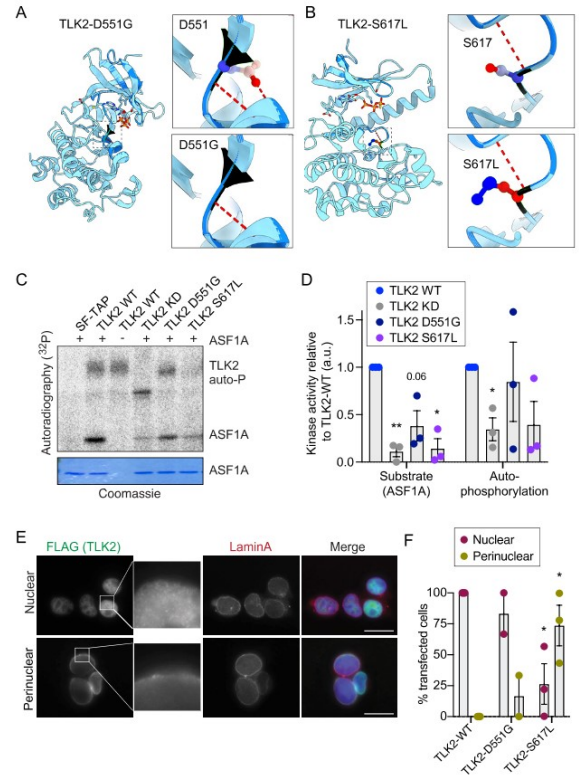 A
TLK2-D551G
D551
D551G
B
TLK2-S617L
S617
S617L
C
SF-TAP
TLK2 WT
TLK2 WT
TLK2 KD
TLK2 D551G
TLK2 S617L
+ + - + + + ASF1A
Autoradiography (³²P)
TLK2
auto-P
ASF1A
ASF1A
Coomassie
D
TLK2 WT
TLK2 KD
TLK2 D551G
TLK2 S617L
Kinase activity relative
to TLK2-WT (a.u.)
1.5
1.0
0.5
0.0
**
0.06
*
*
Substrate
(ASF1A)
Auto-
phosphorylation
E
FLAG (TLK2)
LaminA
Merge
Nuclear
Perinuclear
F
Nuclear
Perinuclear
% transfected cells
100
75
50
25
0
*
*
TLK2-WT
TLK2-D551G
TLK2-S617L